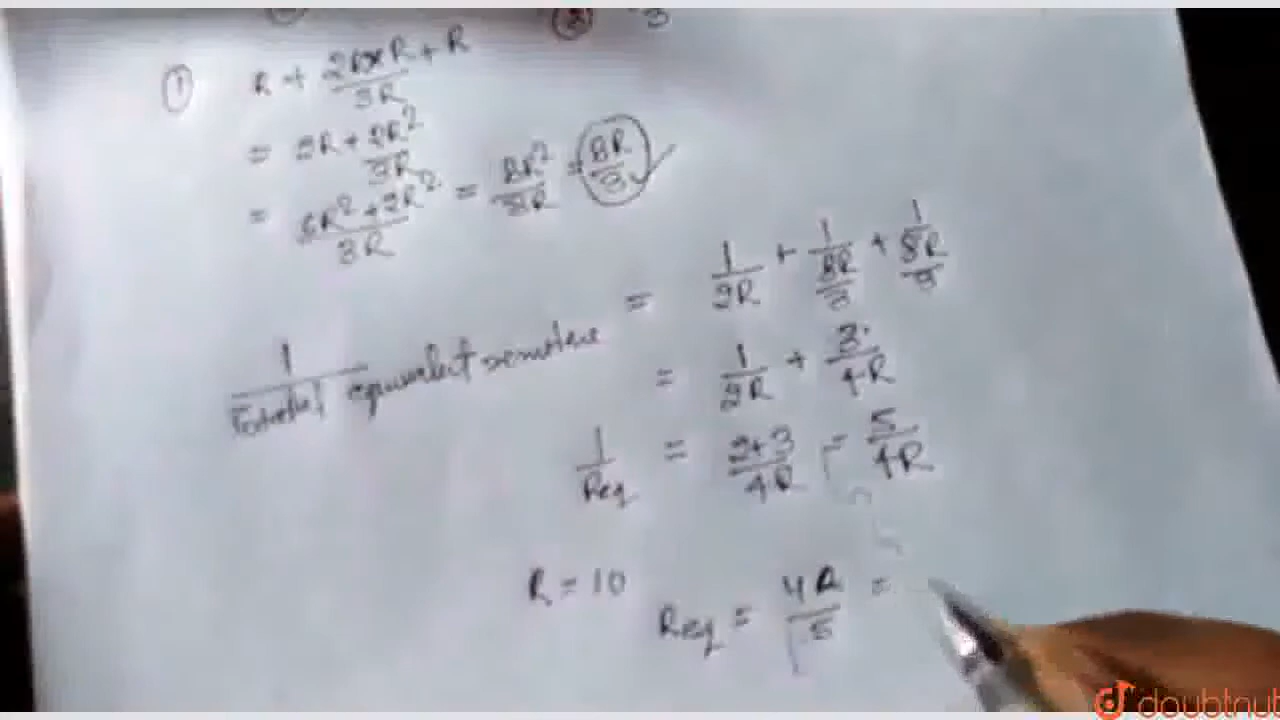 ① R + 2R×R/3R + R
= 2R + 2R²/3R
= 6R²+2R²/3R = 8R²/3R = 8R/3 ✓
1/Total equivalent = 1/2R + 1/(8R/3) + 1/(8R/3)
= 1/2R + 3/4R
1/Req = 2+3/4R = 5/4R
R = 10 Req = 4R/5 =
doubtnut